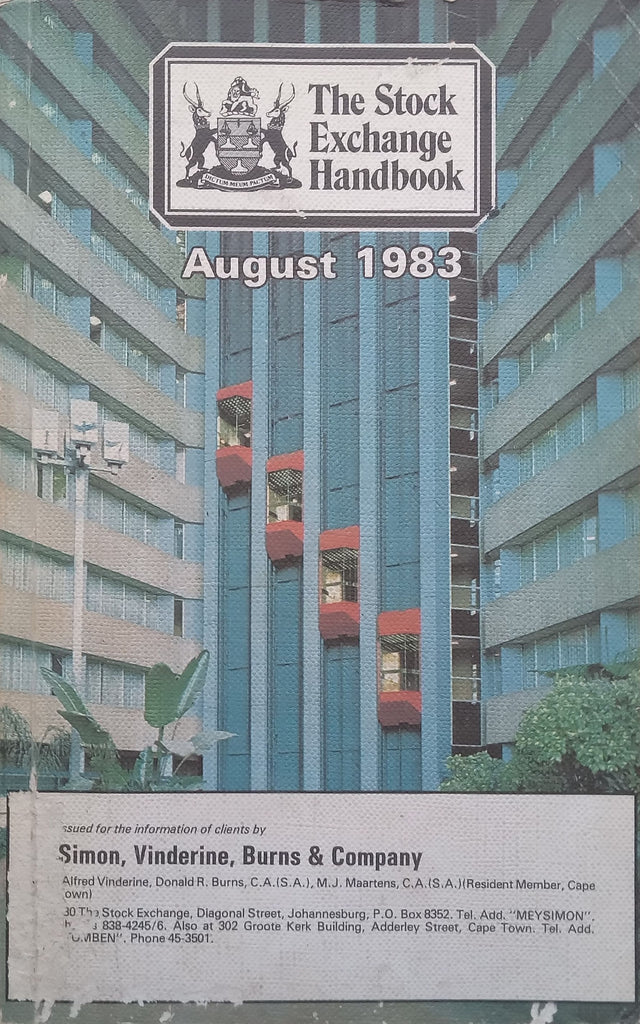 The Stock
Exchange
Handbook
DICTUM MEUM PACTUM
August 1983
ssued for the information of clients by
Simon, Vinderine, Burns & Company
Alfred Vinderine, Donald R. Burns, C.A.(S.A.), M.J. Maartens, C.A.(S.A.)(Resident Member, Cape
own)
30 The Stock Exchange, Diagonal Street, Johannesburg, P.O. Box 8352. Tel. Add. "MEYSIMON".
838-4245/6. Also at 302 Groote Kerk Building, Adderley Street, Cape Town. Tel. Add.
MBEN". Phone 45-3501.